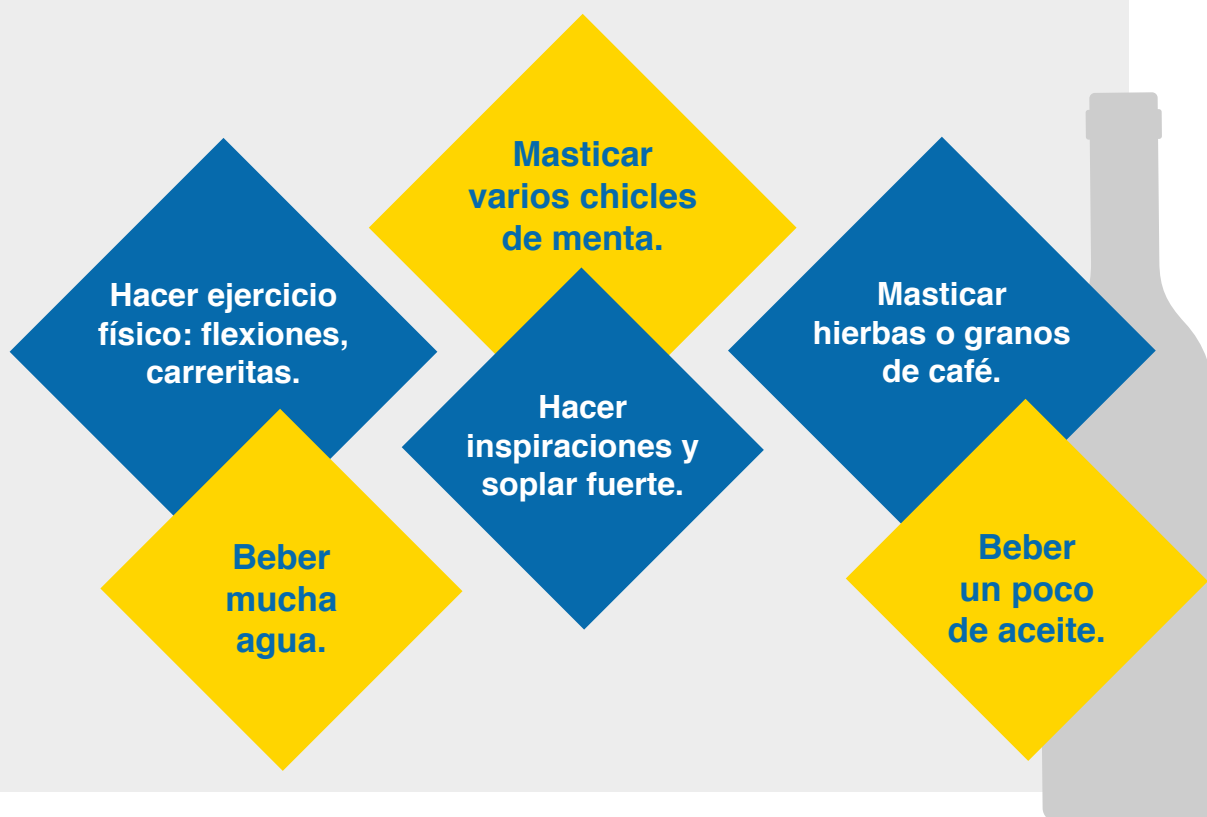 Masticar
varios chicles
de menta.
Hacer ejercicio
físico: flexiones,
carreritas.
Masticar
hierbas o granos
de café.
Hacer
inspiraciones y
soplar fuerte.
Beber
mucha
agua.
Beber
un poco
de aceite.